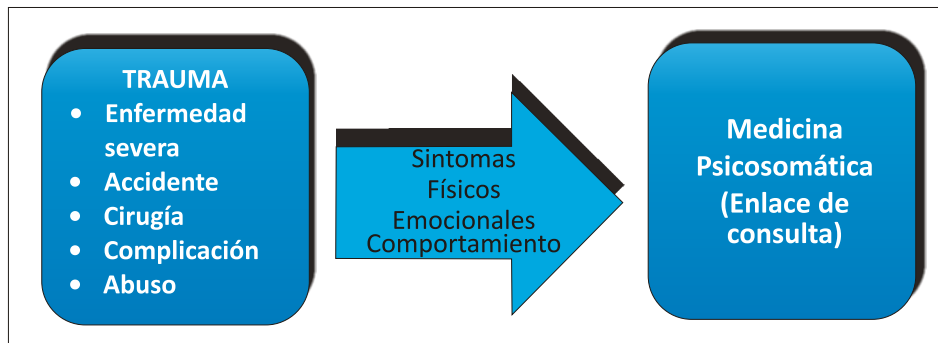 TRAUMA
• Enfermedad
severa
• Accidente
• Cirugía
• Complicación
• Abuso
Sintomas
Físicos
Emocionales
Comportamiento
Medicina
Psicosomática
(Enlace de
consulta)